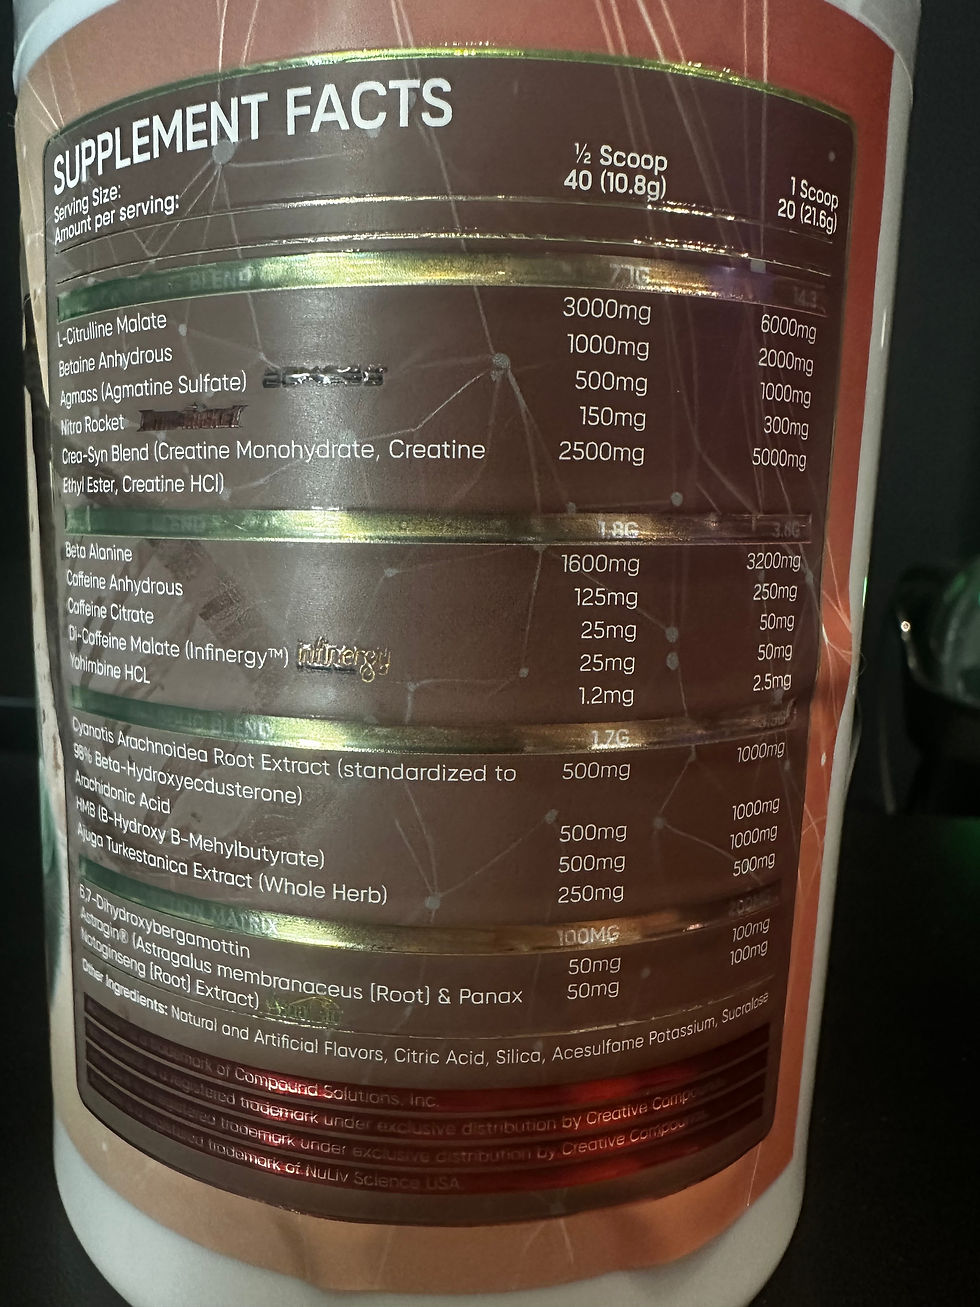 SUPPLEMENT FACTS
Serving Size: ½ Scoop 1 Scoop
Amount per serving: 40 (10.8g) 20 (21.6g)
BLEND 14.3
L-Citrulline Malate 3000mg 6000mg
Betaine Anhydrous 1000mg 2000mg
Agmass (Agmatine Sulfate) 500mg 1000mg
Nitro Rocket 150mg 300mg
Crea-Syn Blend (Creatine Monohydrate, Creatine 2500mg 5000mg
Ethyl Ester, Creatine HCl)
BLEND 1.8G 3.6G
Beta Alanine 1600mg 3200mg
Caffeine Anhydrous 125mg 250mg
Caffeine Citrate 25mg 50mg
Di-Caffeine Malate (Infinergy™) infinergy 25mg 50mg
Yohimbine HCL 1.2mg 2.5mg
BLEND 1.7G
Cyanotis Arachnoidea Root Extract (standardized to 500mg 1000mg
98% Beta-Hydroxyecdusterone)
Arachidonic Acid 500mg 1000mg
HMB (B-Hydroxy B-Mehylbutyrate) 500mg 1000mg
Ajuga Turkestanica Extract (Whole Herb) 250mg 500mg
MATRIX 100MG
6,7-Dihydroxybergamottin 50mg 100mg
Astragin® (Astragalus membranaceus [Root] & Panax 50mg 100mg
Notoginseng [Root] Extract)
Other Ingredients: Natural and Artificial Flavors, Citric Acid, Silica, Acesulfame Potassium, Sucralose
trademark of Compound Solutions, Inc.
registered trademark under exclusive distribution by Creative
registered trademark under exclusive distribution by Creative
registered trademark of NuLiv Science USA